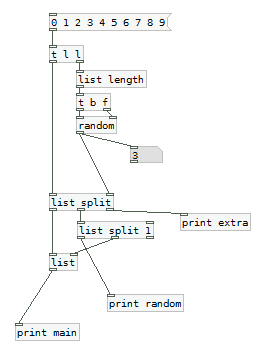 0 1 2 3 4 5 6 7 8 9
t l l
list length
t b f
random
3
list split
print extra
list split 1
list
print random
print main